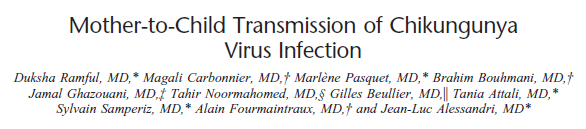 Mother-to-Child Transmission of Chikungunya
Virus Infection
Duksha Ramful, MD,* Magali Carbonnier, MD,† Marlène Pasquet, MD,* Brahim Bouhmani, MD,†
Jamal Ghazouani, MD,‡ Tahir Noormahomed, MD,§ Gilles Beullier, MD,‖ Tania Attali, MD,*
Sylvain Samperiz, MD,* Alain Fourmaintraux, MD,† and Jean-Luc Alessandri, MD*